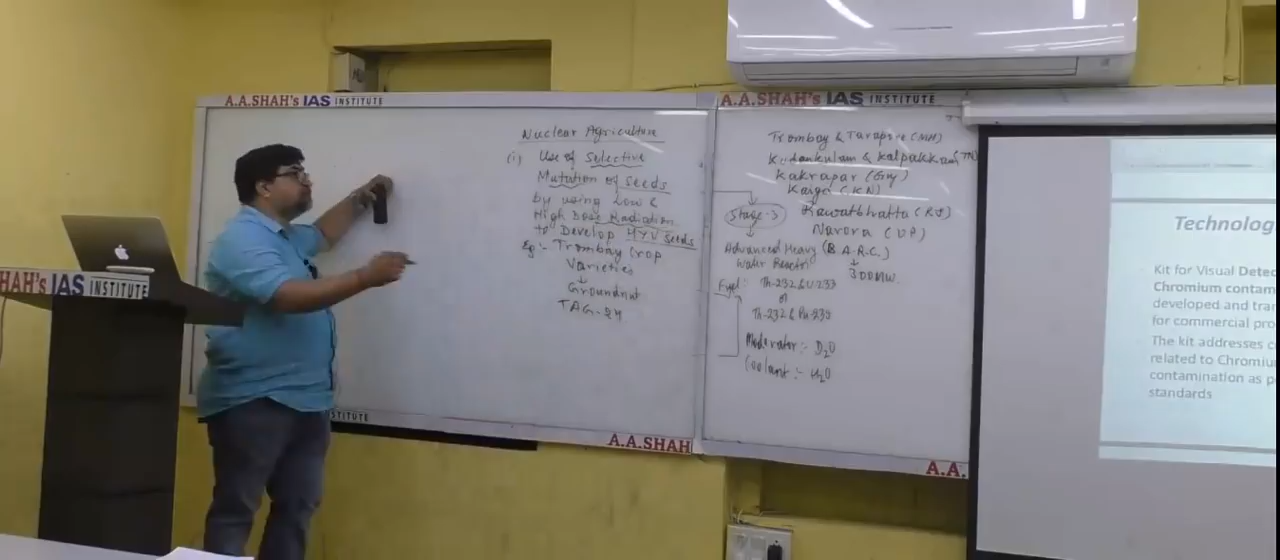 A.A.SHAH's IAS INSTITUTE
Nuclear Agriculture
(i) Use of Selective
Mutation of Seeds
by using Low &
High Dose Radiation
to Develop HYV Seeds
Eg:- Trombay Crop
Varieties
↓
Groundnut
TAG-24
SHAH's IAS INSTITUTE
STITUTE
A.A.SHAH
A.A.SHAH's IAS INSTITUTE
Trombay & Tarapur (MH)
Kudankulam & Kalpakkam (TN)
Kakrapar (Guj)
Kaiga (KN)
Rawatbhatta (RJ)
Narora (UP)
Stage-3
Advanced Heavy (B.A.R.C.)
Water Reactor
300MW.
Fuel: Th-232 & U-233
or
Th-232 & Pu-239
Moderator:- D2O
Coolant:- H2O
A.A.
Technolog
Kit for Visual Detec
Chromium contam
developed and tra
for commercial pro
The kit addresses c
related to Chromiu
contamination as p
standards